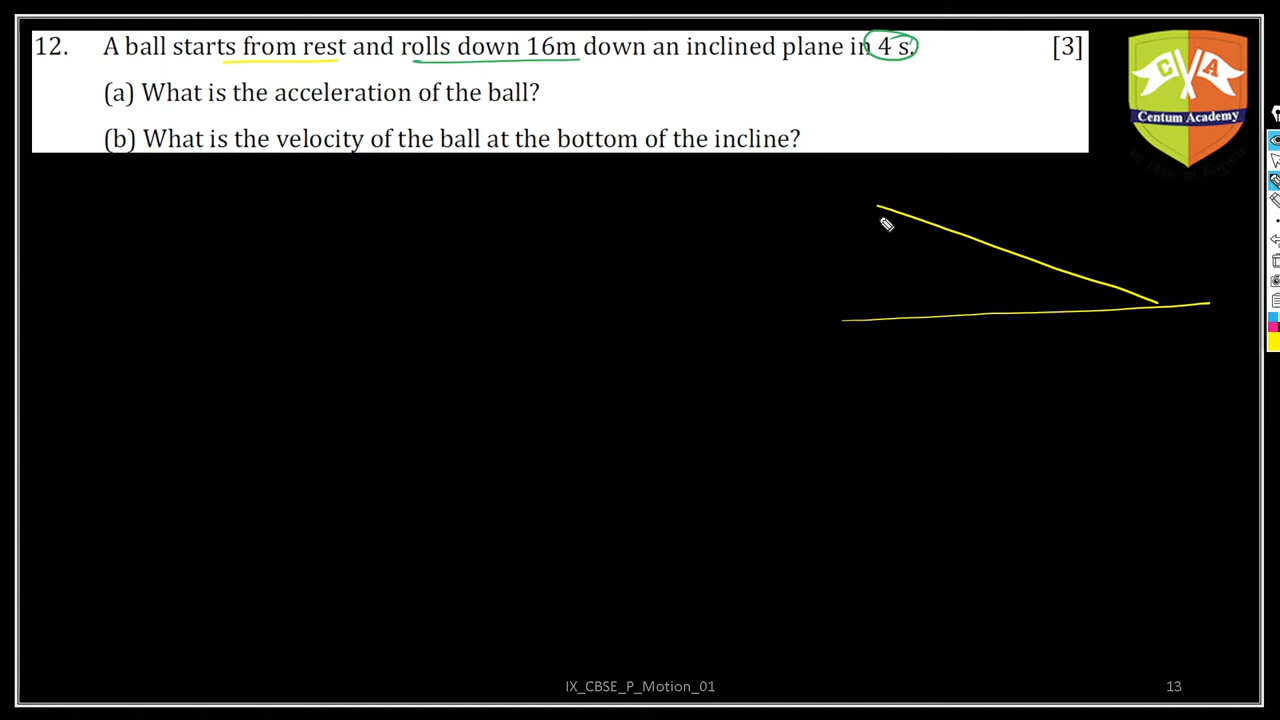 12. A ball starts from rest and rolls down 16m down an inclined plane in 4 s. [3]
(a) What is the acceleration of the ball?
(b) What is the velocity of the ball at the bottom of the incline?
C A
Centum Academy
IX_CBSE_P_Motion_01
13